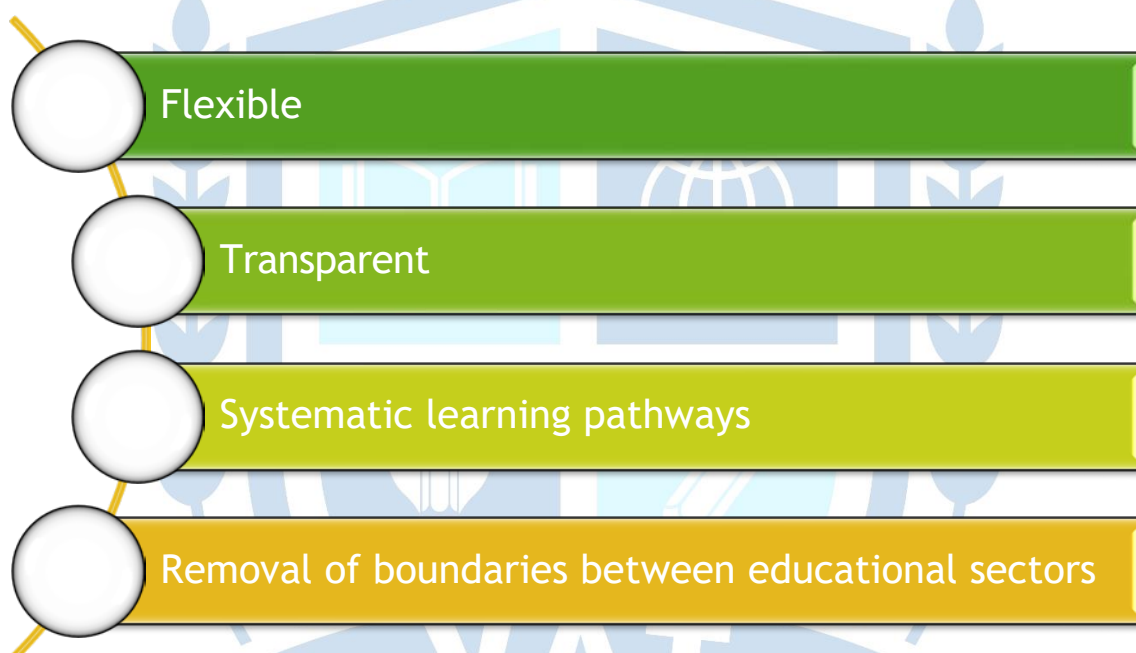 Flexible
Transparent
Systematic learning pathways
Removal of boundaries between educational sectors